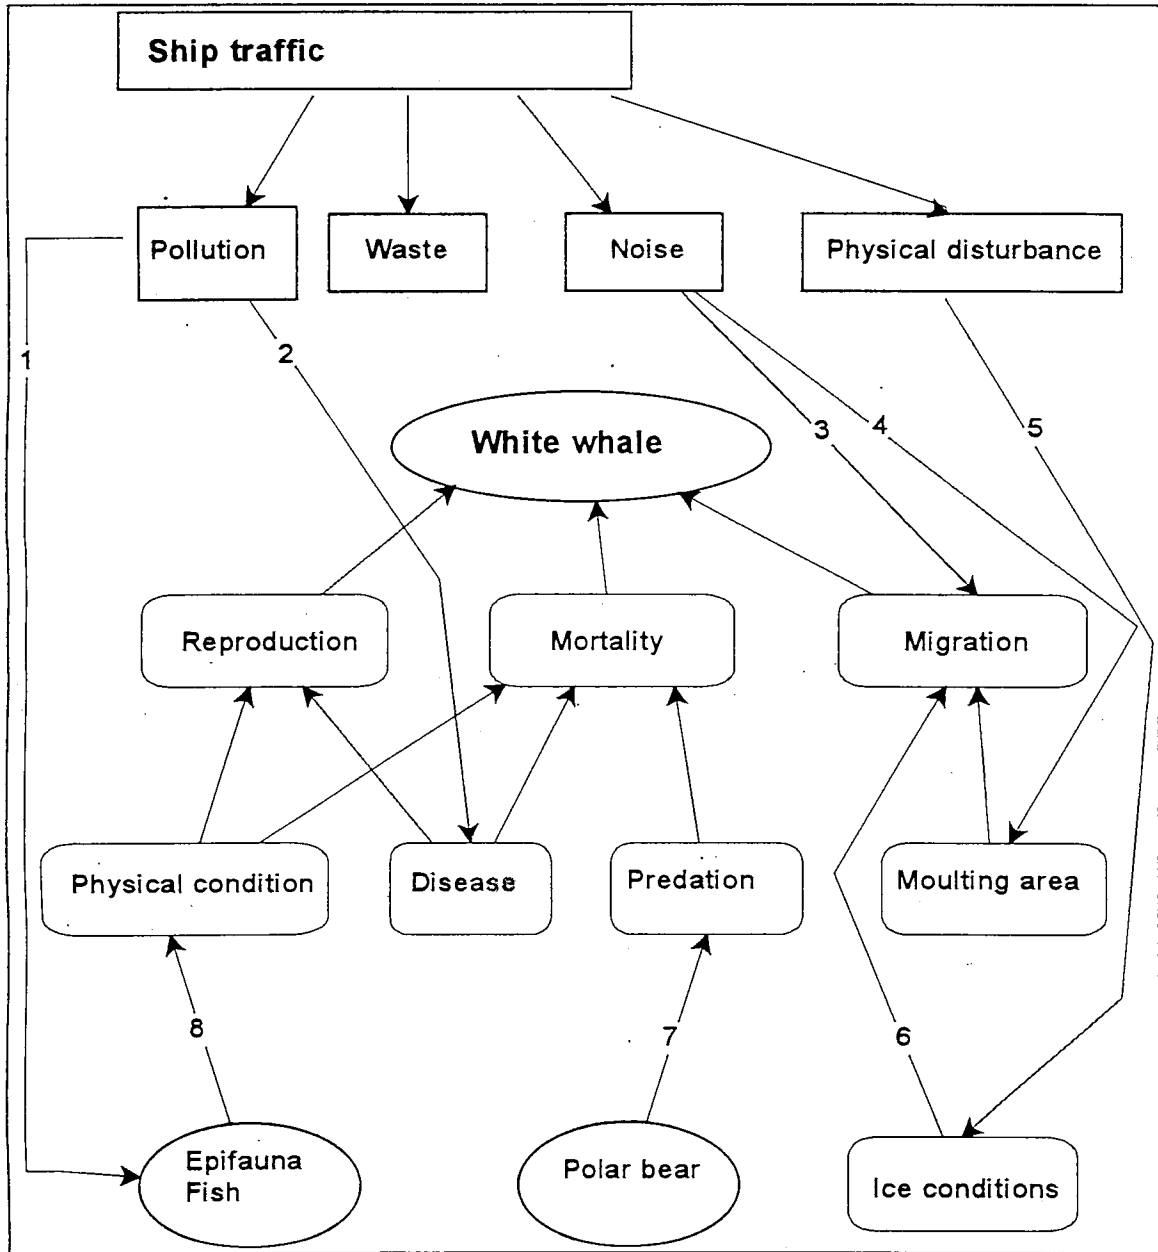 Ship traffic
Pollution
Waste
Noise
Physical disturbance
1
2
3
4
5
White whale
Reproduction
Mortality
Migration
Physical condition
Disease
Predation
Moulting area
8
7
6
Epifauna
Fish
Polar bear
Ice conditions